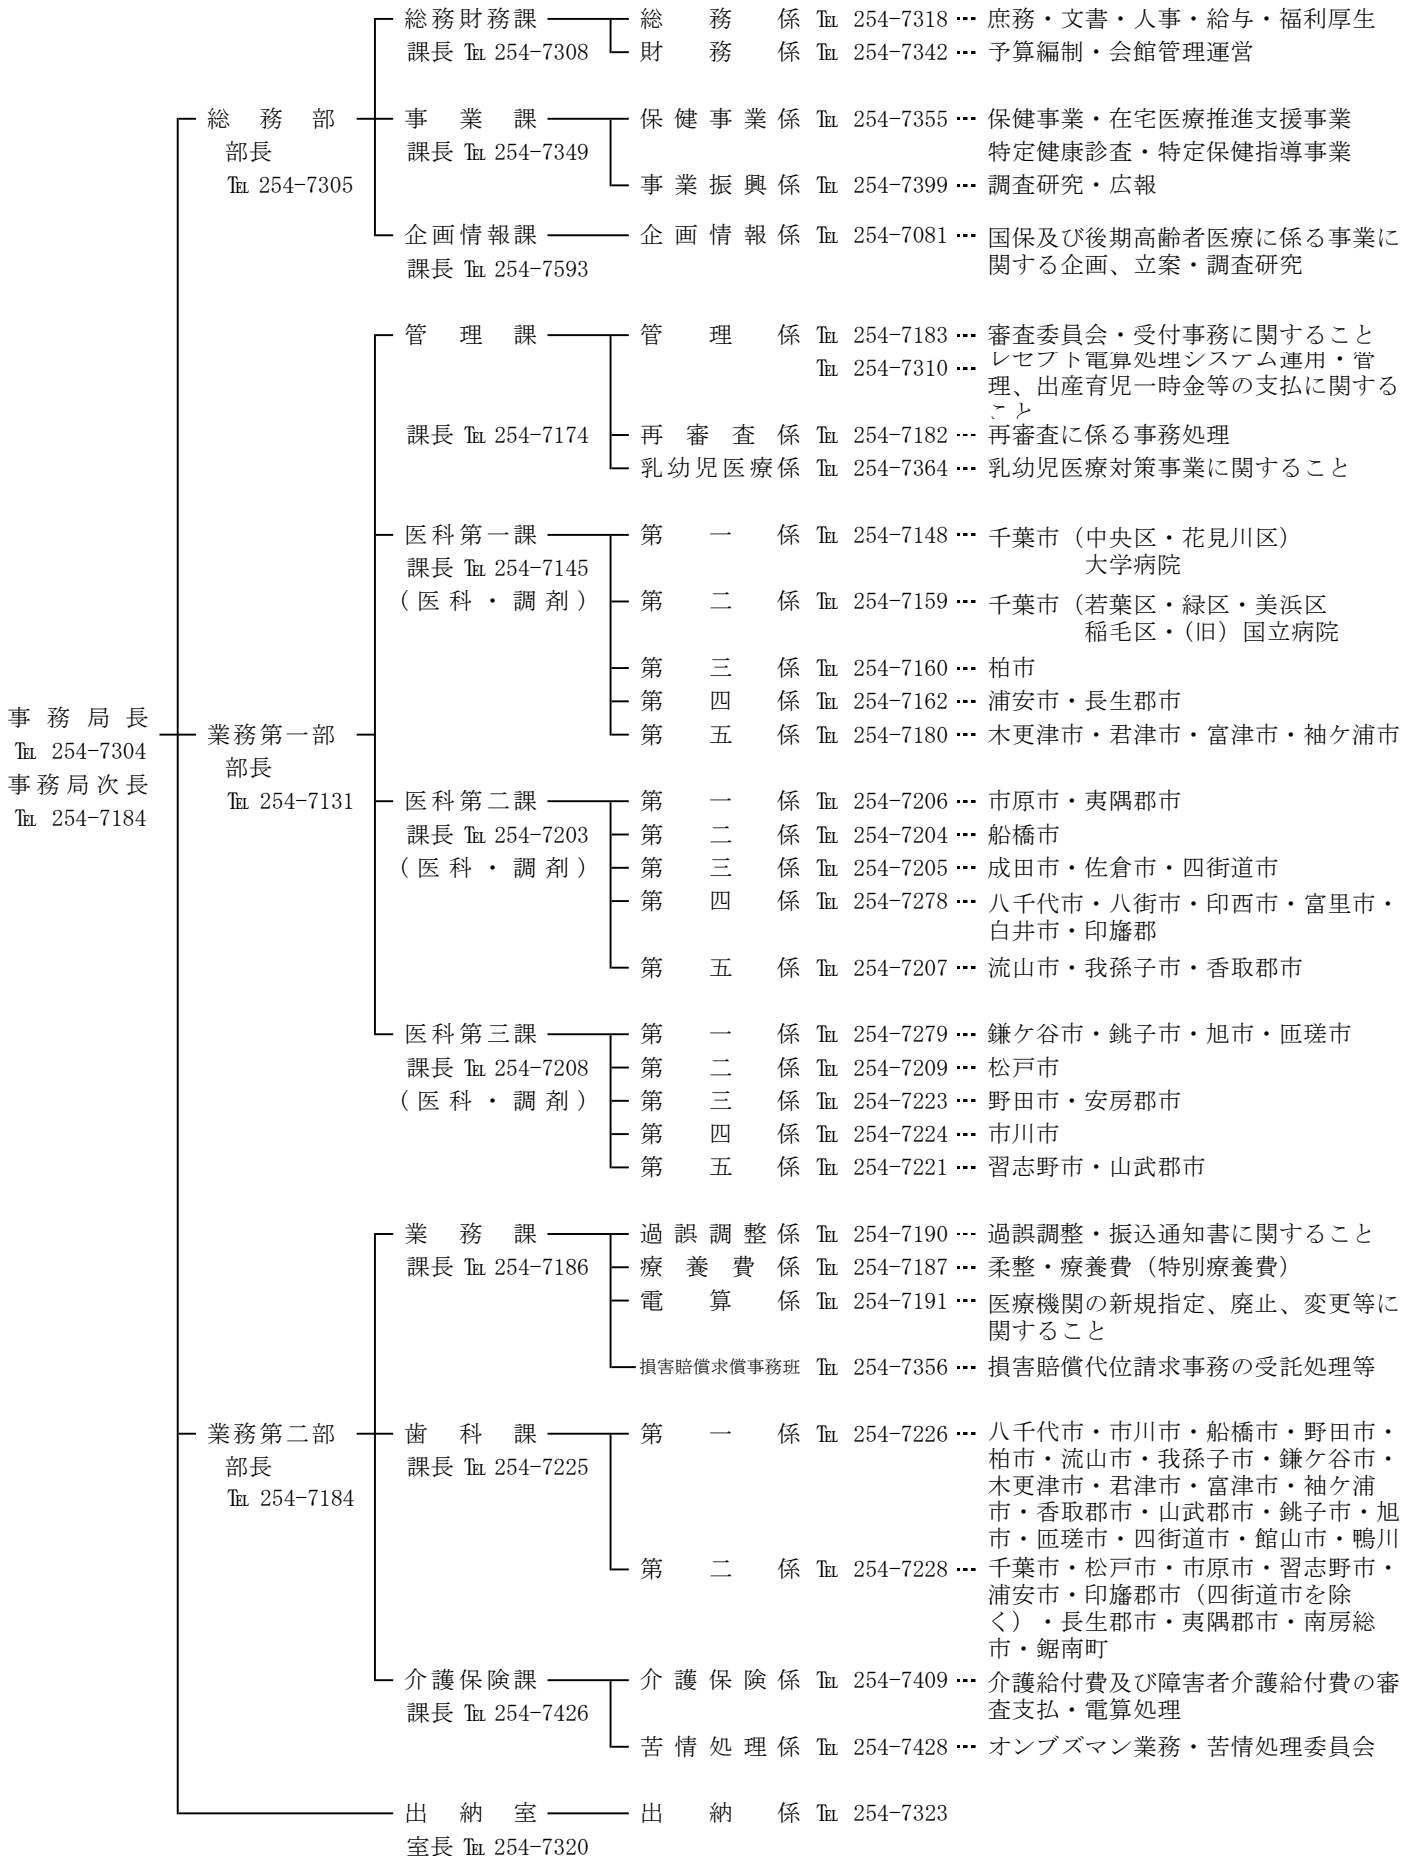 総務財務課 総務係 ℡ 254-7318 … 庶務・文書・人事・給与・福利厚生
課長 ℡ 254-7308 財務係 ℡ 254-7342 … 予算編制・会館管理運営
総務部 事業課 保健事業係 ℡ 254-7355 … 保健事業・在宅医療推進支援事業
部長 課長 ℡ 254-7349 特定健康診査・特定保健指導事業
℡ 254-7305 事業振興係 ℡ 254-7399 … 調査研究・広報
企画情報課 企画情報係 ℡ 254-7081 … 国保及び後期高齢者医療に係る事業に
課長 ℡ 254-7593 関する企画、立案・調査研究
管理課 管理係 ℡ 254-7183 … 審査委員会・受付事務に関すること
℡ 254-7310 … レセプト電算処理システム運用・管
理、出産育児一時金等の支払に関する
こと
課長 ℡ 254-7174 再審査係 ℡ 254-7182 … 再審査に係る事務処理
乳幼児医療係 ℡ 254-7364 … 乳幼児医療対策事業に関すること
医科第一課 第一係 ℡ 254-7148 … 千葉市（中央区・花見川区）
課長 ℡ 254-7145 大学病院
（医科・調剤） 第二係 ℡ 254-7159 … 千葉市（若葉区・緑区・美浜区
稲毛区・(旧）国立病院
第三係 ℡ 254-7160 … 柏市
第四係 ℡ 254-7162 … 浦安市・長生郡市
事務局長 業務第一部 第五係 ℡ 254-7180 … 木更津市・君津市・富津市・袖ケ浦市
℡ 254-7304 部長
事務局次長 ℡ 254-7131 医科第二課 第一係 ℡ 254-7206 … 市原市・夷隅郡市
℡ 254-7184 課長 ℡ 254-7203 第二係 ℡ 254-7204 … 船橋市
（医科・調剤） 第三係 ℡ 254-7205 … 成田市・佐倉市・四街道市
第四係 ℡ 254-7278 … 八千代市・八街市・印西市・富里市・
白井市・印旛郡
第五係 ℡ 254-7207 … 流山市・我孫子市・香取郡市
医科第三課 第一係 ℡ 254-7279 … 鎌ケ谷市・銚子市・旭市・匝瑳市
課長 ℡ 254-7208 第二係 ℡ 254-7209 … 松戸市
（医科・調剤） 第三係 ℡ 254-7223 … 野田市・安房郡市
第四係 ℡ 254-7224 … 市川市
第五係 ℡ 254-7221 … 習志野市・山武郡市
業務課 過誤調整係 ℡ 254-7190 … 過誤調整・振込通知書に関すること
課長 ℡ 254-7186 療養費係 ℡ 254-7187 … 柔整・療養費（特別療養費）
電算係 ℡ 254-7191 … 医療機関の新規指定、廃止、変更等に
関すること
損害賠償求償事務班 ℡ 254-7356 … 損害賠償代位請求事務の受託処理等
業務第二部 歯科課 第一係 ℡ 254-7226 … 八千代市・市川市・船橋市・野田市・
部長 課長 ℡ 254-7225 柏市・流山市・我孫子市・鎌ケ谷市・
℡ 254-7184 木更津市・君津市・富津市・袖ケ浦
市・香取郡市・山武郡市・銚子市・旭
市・匝瑳市・四街道市・館山市・鴨川
第二係 ℡ 254-7228 … 千葉市・松戸市・市原市・習志野市・
浦安市・印旛郡市（四街道市を除
く）・長生郡市・夷隅郡市・南房総
市・鋸南町
介護保険課 介護保険係 ℡ 254-7409 … 介護給付費及び障害者介護給付費の審
課長 ℡ 254-7426 査支払・電算処理
苦情処理係 ℡ 254-7428 … オンブズマン業務・苦情処理委員会
出納室 出納係 ℡ 254-7323
室長 ℡ 254-7320